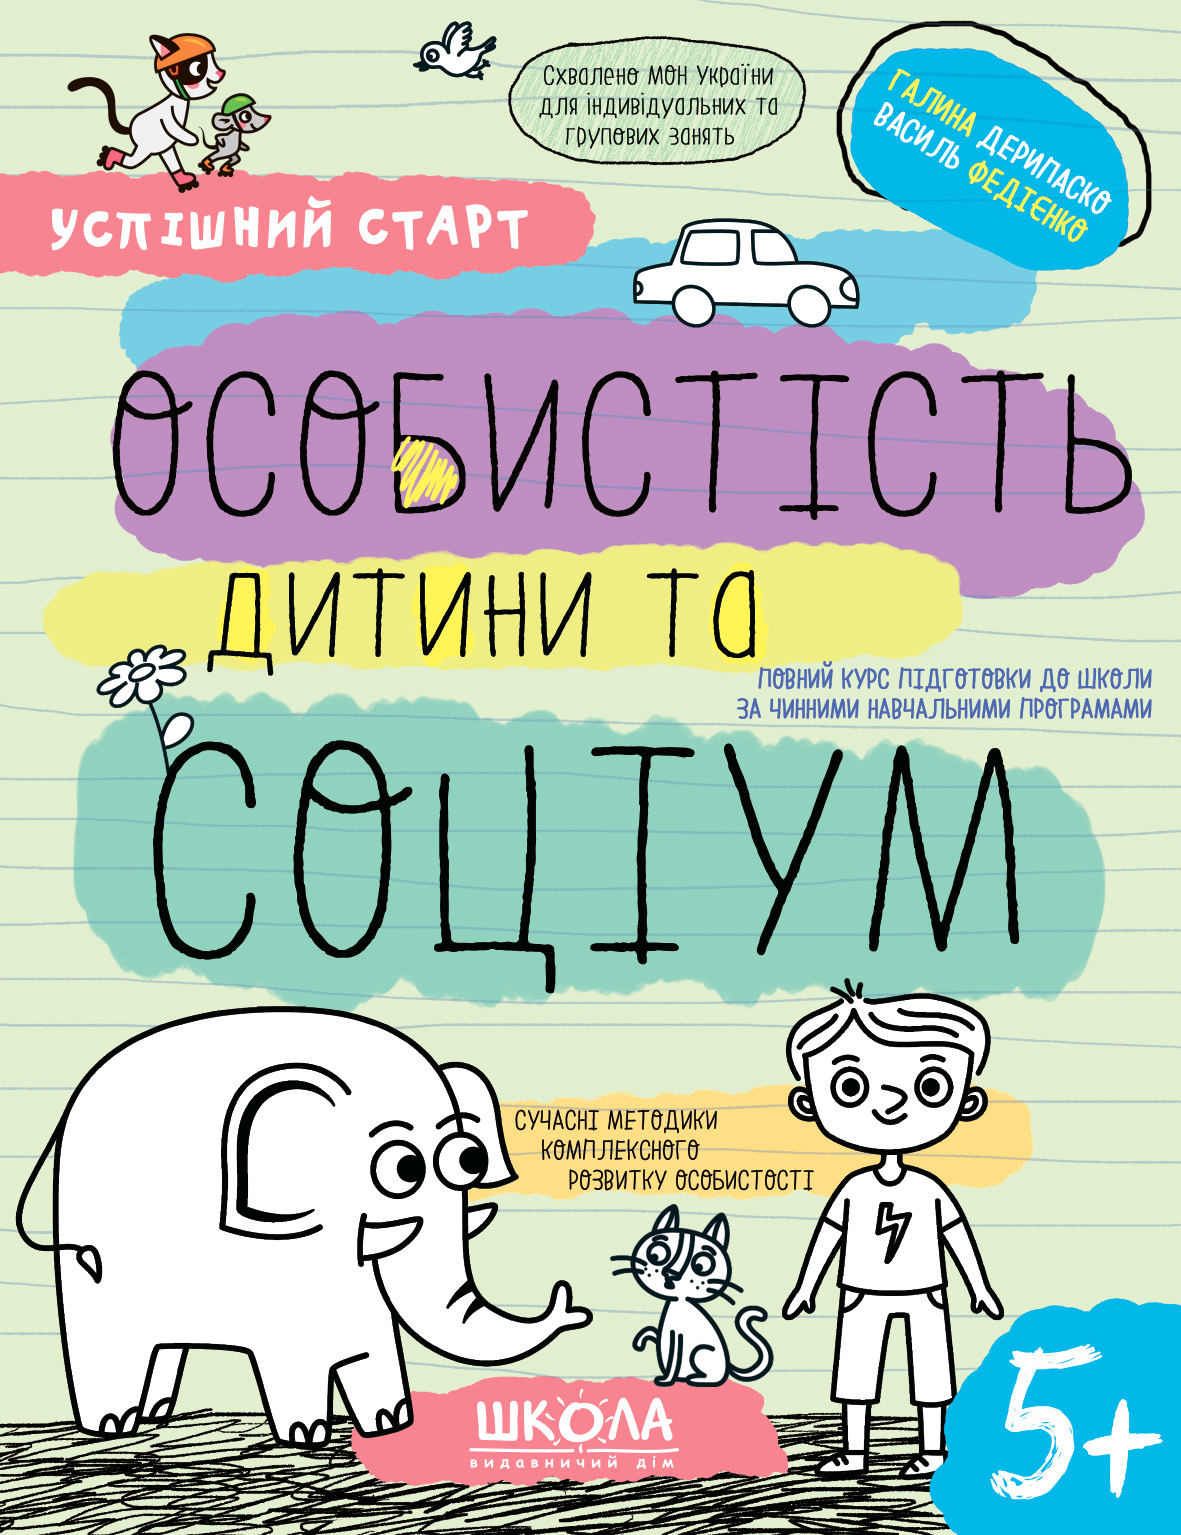 Схвалено МОН України
для індивідуальних та
групових занять
ГАЛИНА ДЕРИПАСКО
ВАСИЛЬ ФЕДІЄНКО
УСПІШНИЙ СТАРТ
ОСОБИСТІСТЬ
ДИТИНИ ТА
ПОВНИЙ КУРС ПІДГОТОВКИ ДО ШКОЛИ
ЗА ЧИННИМИ НАВЧАЛЬНИМИ ПРОГРАМАМИ
СОЦІУМ
СУЧАСНІ МЕТОДИКИ
КОМПЛЕКСНОГО
РОЗВИТКУ ОСОБИСТОСТІ
ШКОЛА
видавничий дім
5+